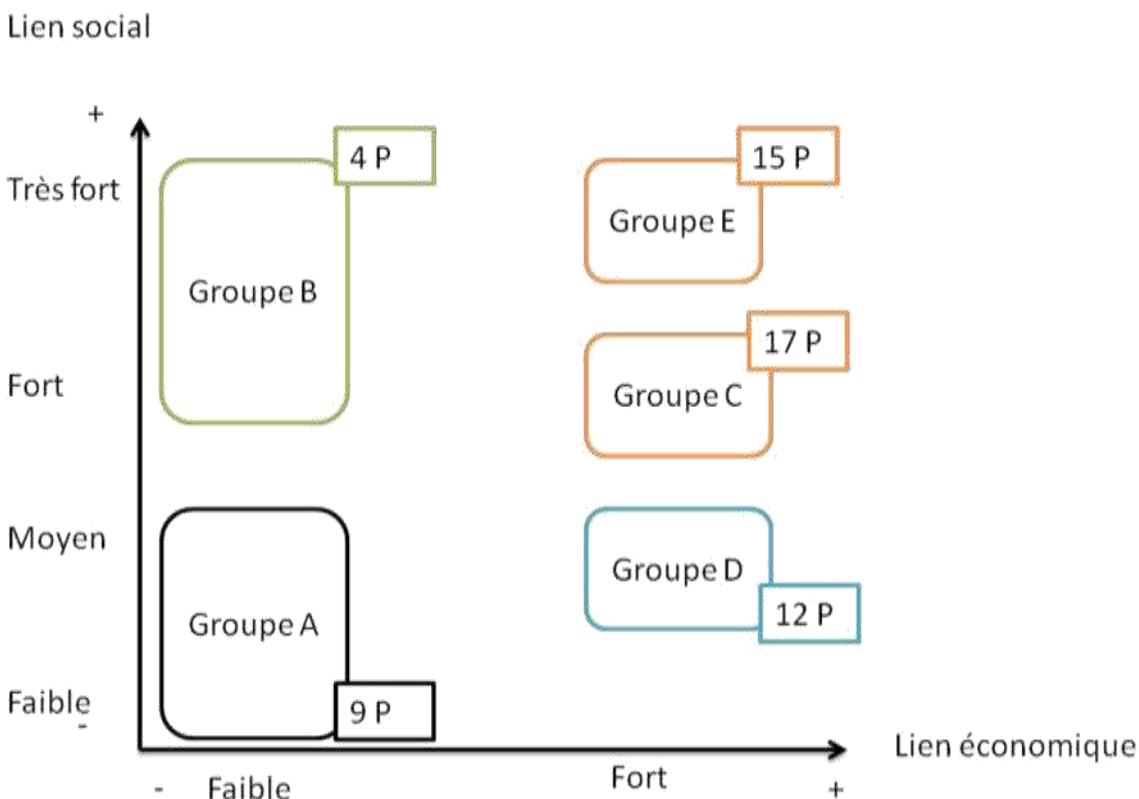 Lien social
+
4 P
15 P
Très fort
Groupe E
Groupe B
17 P
Fort
Groupe C
Moyen
Groupe D
12 P
Groupe A
Faible
-
9 P
Lien économique
- Faible
Fort
+